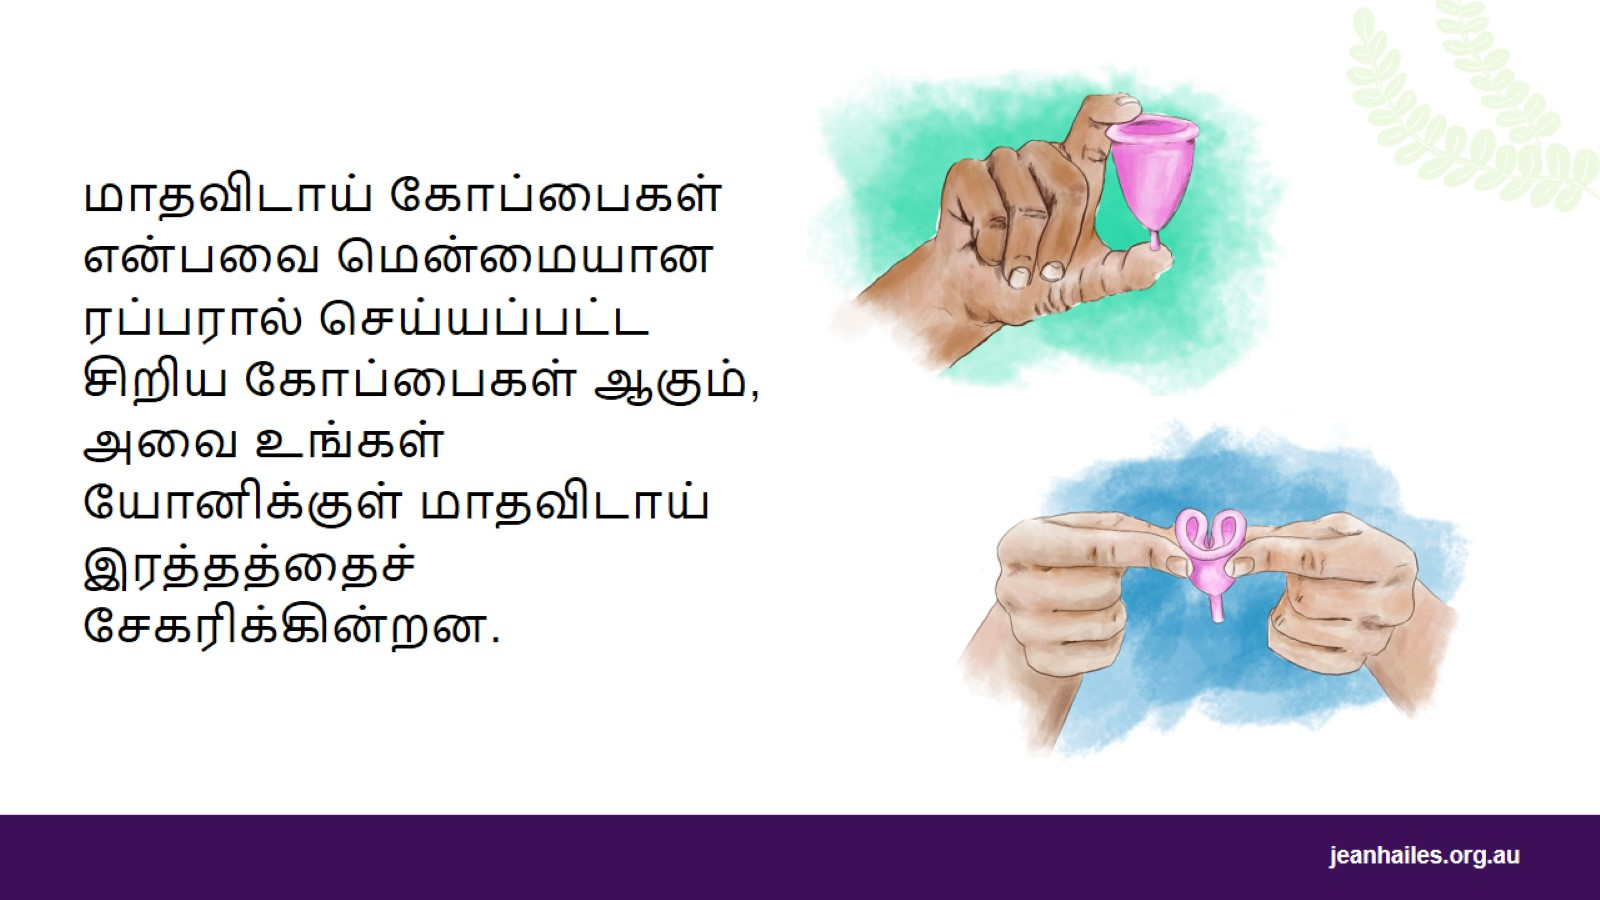 மாதவிடாய் கோப்பைகள்
என்பவை மென்மையான
ரப்பரால் செய்யப்பட்ட
சிறிய கோப்பைகள் ஆகும்,
அவை உங்கள்
யோனிக்குள் மாதவிடாய்
இரத்தத்தைச்
சேகரிக்கின்றன.
jeanhailes.org.au